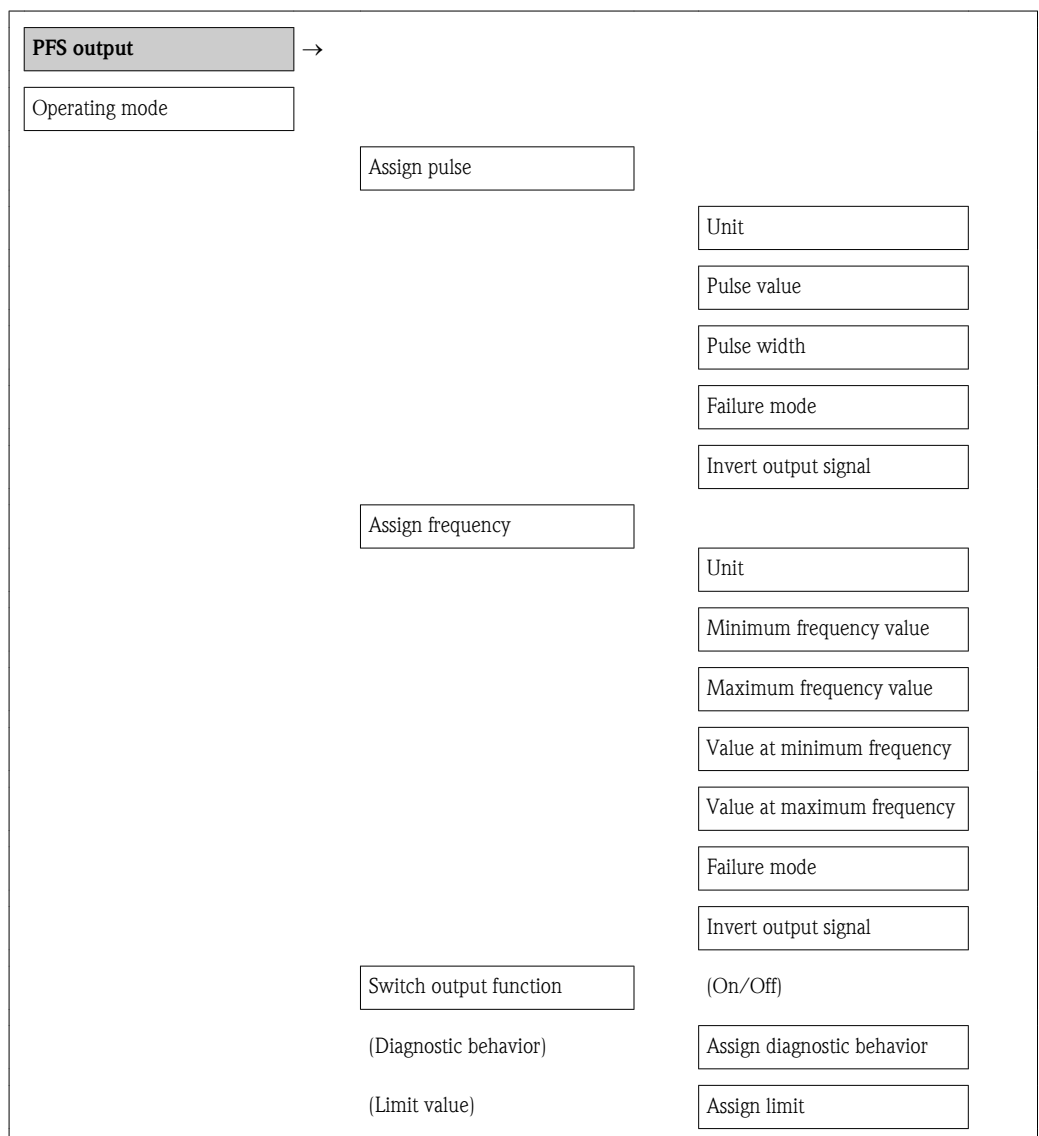 PFS output →
Operating mode
Assign pulse
Unit
Pulse value
Pulse width
Failure mode
Invert output signal
Assign frequency
Unit
Minimum frequency value
Maximum frequency value
Value at minimum frequency
Value at maximum frequency
Failure mode
Invert output signal
Switch output function (On/Off)
(Diagnostic behavior) Assign diagnostic behavior
(Limit value) Assign limit